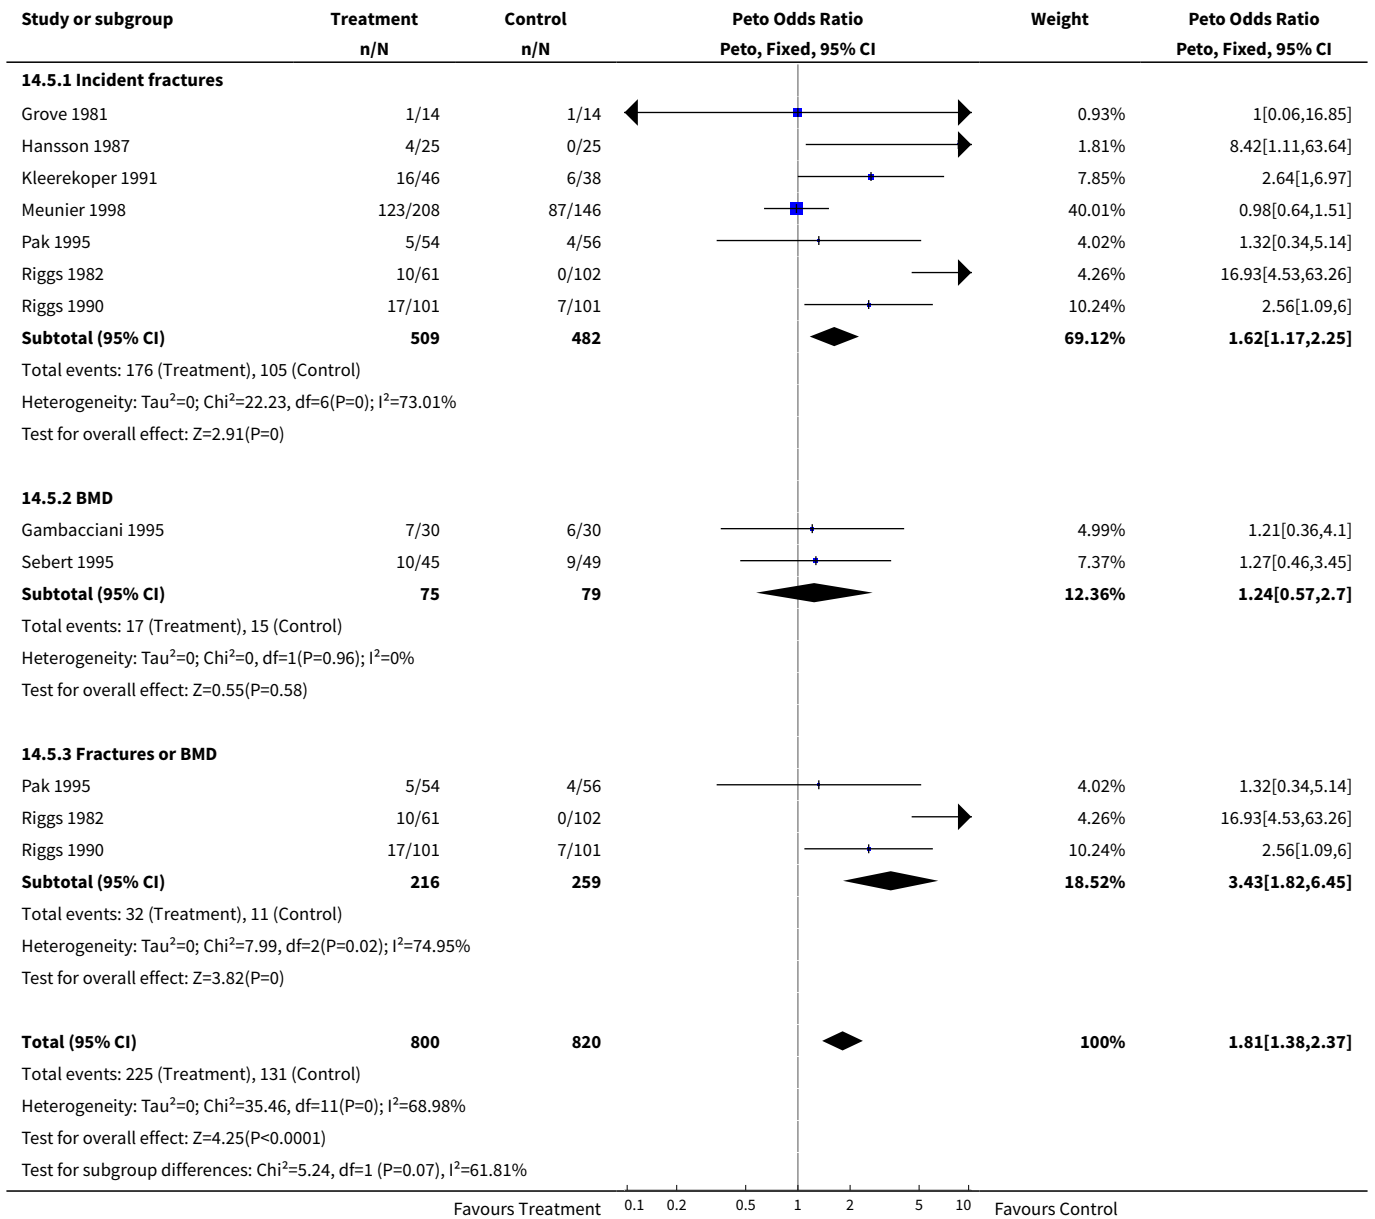 Study or subgroup Treatment Control Peto Odds Ratio Weight Peto Odds Ratio
n/N n/N Peto, Fixed, 95% CI Peto, Fixed, 95% CI
14.5.1 Incident fractures
Grove 1981 1/14 1/14 0.93% 1[0.06,16.85]
Hansson 1987 4/25 0/25 1.81% 8.42[1.11,63.64]
Kleerekoper 1991 16/46 6/38 7.85% 2.64[1,6.97]
Meunier 1998 123/208 87/146 40.01% 0.98[0.64,1.51]
Pak 1995 5/54 4/56 4.02% 1.32[0.34,5.14]
Riggs 1982 10/61 0/102 4.26% 16.93[4.53,63.26]
Riggs 1990 17/101 7/101 10.24% 2.56[1.09,6]
Subtotal (95% CI) 509 482 69.12% 1.62[1.17,2.25]
Total events: 176 (Treatment), 105 (Control)
Heterogeneity: Tau²=0; Chi²=22.23, df=6(P=0); I²=73.01%
Test for overall effect: Z=2.91(P=0)
14.5.2 BMD
Gambacciani 1995 7/30 6/30 4.99% 1.21[0.36,4.1]
Sebert 1995 10/45 9/49 7.37% 1.27[0.46,3.45]
Subtotal (95% CI) 75 79 12.36% 1.24[0.57,2.7]
Total events: 17 (Treatment), 15 (Control)
Heterogeneity: Tau²=0; Chi²=0, df=1(P=0.96); I²=0%
Test for overall effect: Z=0.55(P=0.58)
14.5.3 Fractures or BMD
Pak 1995 5/54 4/56 4.02% 1.32[0.34,5.14]
Riggs 1982 10/61 0/102 4.26% 16.93[4.53,63.26]
Riggs 1990 17/101 7/101 10.24% 2.56[1.09,6]
Subtotal (95% CI) 216 259 18.52% 3.43[1.82,6.45]
Total events: 32 (Treatment), 11 (Control)
Heterogeneity: Tau²=0; Chi²=7.99, df=2(P=0.02); I²=74.95%
Test for overall effect: Z=3.82(P=0)
Total (95% CI) 800 820 100% 1.81[1.38,2.37]
Total events: 225 (Treatment), 131 (Control)
Heterogeneity: Tau²=0; Chi²=35.46, df=11(P=0); I²=68.98%
Test for overall effect: Z=4.25(P<0.0001)
Test for subgroup differences: Chi²=5.24, df=1 (P=0.07), I²=61.81%
Favours Treatment 0.1 0.2 0.5 1 2 5 10 Favours Control